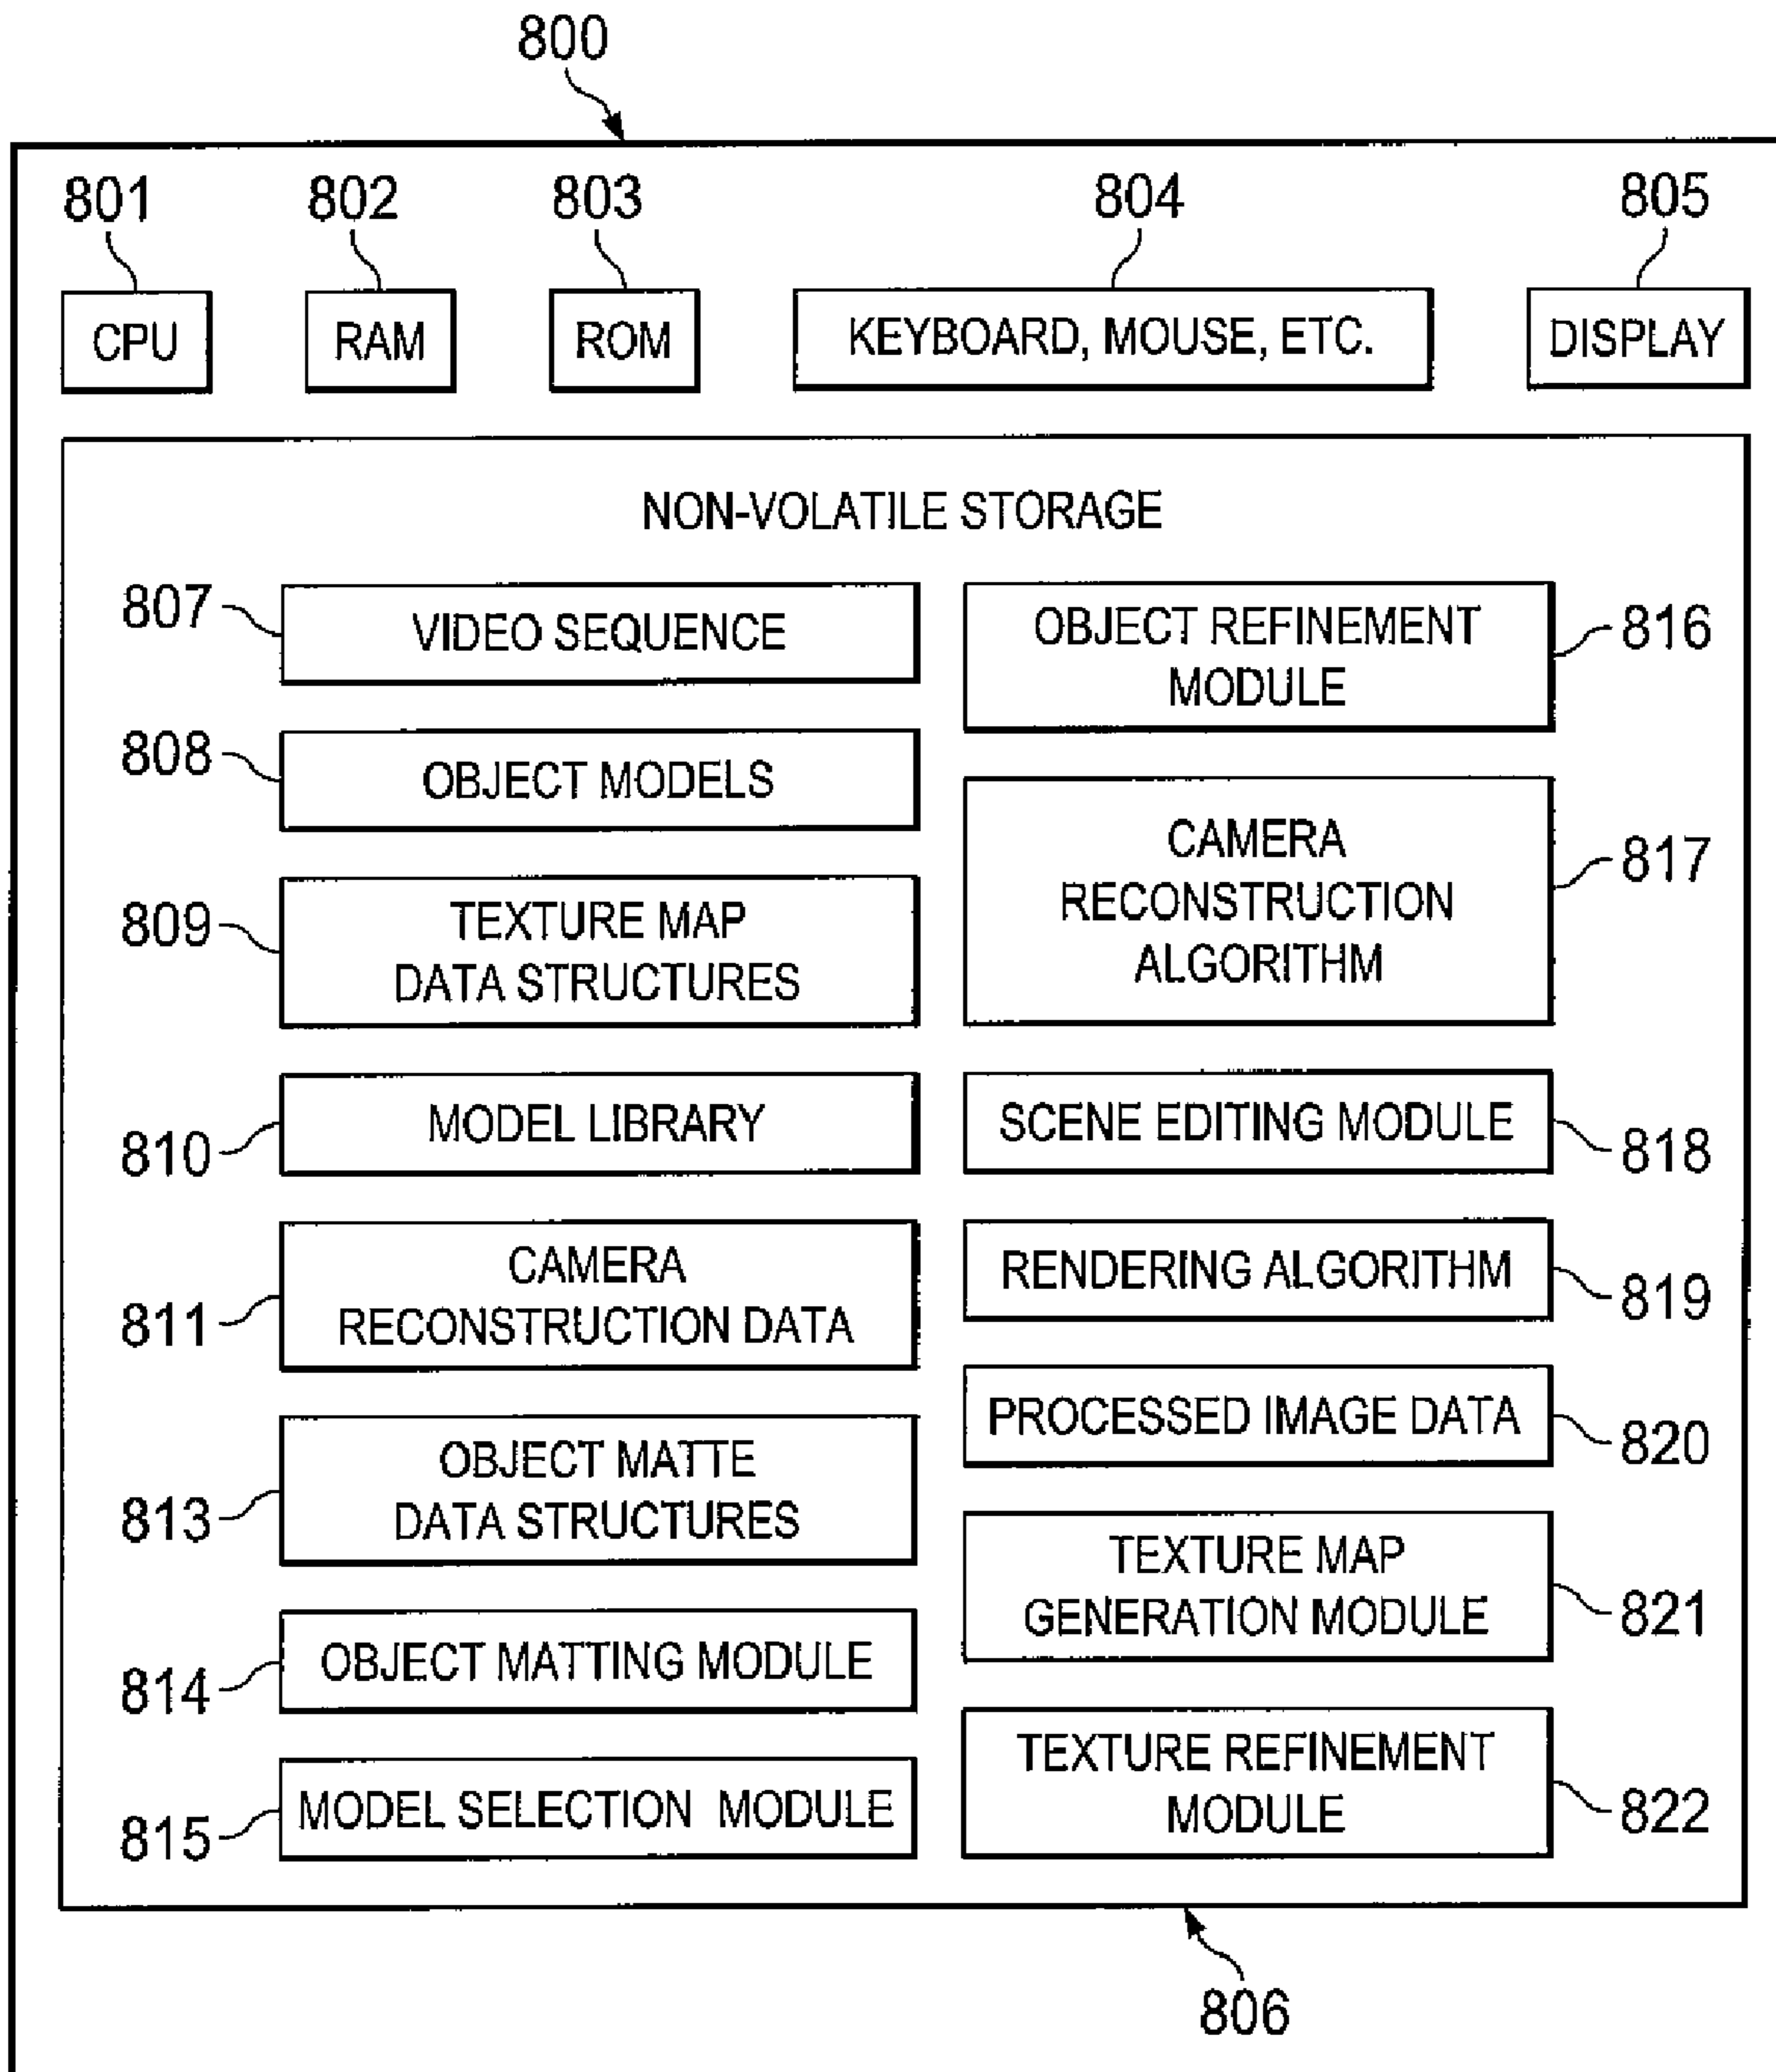 800
801
802
803
804
805
CPU
RAM
ROM
KEYBOARD, MOUSE, ETC.
DISPLAY
NON-VOLATILE STORAGE
807
VIDEO SEQUENCE
808
OBJECT MODELS
809
TEXTURE MAP
DATA STRUCTURES
810
MODEL LIBRARY
811
CAMERA
RECONSTRUCTION DATA
813
OBJECT MATTE
DATA STRUCTURES
814
OBJECT MATTING MODULE
815
MODEL SELECTION MODULE
OBJECT REFINEMENT
MODULE
816
CAMERA
RECONSTRUCTION
ALGORITHM
817
SCENE EDITING MODULE
818
RENDERING ALGORITHM
819
PROCESSED IMAGE DATA
820
TEXTURE MAP
GENERATION MODULE
821
TEXTURE REFINEMENT
MODULE
822
806